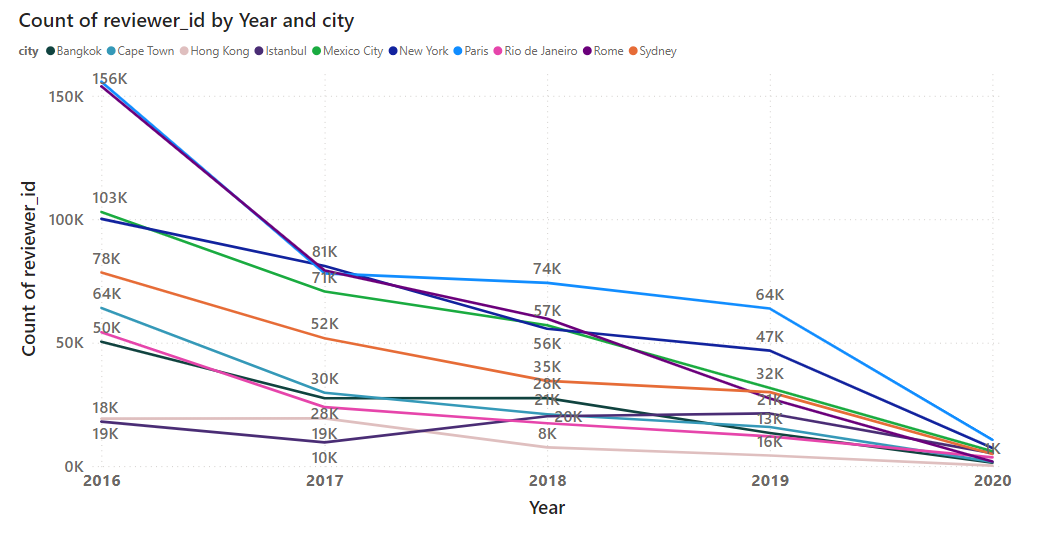 Count of reviewer_id by Year and city
city Bangkok Cape Town Hong Kong Istanbul Mexico City New York Paris Rio de Janeiro Rome Sydney
156K
150K
103K
100K
81K
78K
71K
74K
64K
64K
57K
52K
56K
50K
50K
47K
35K
32K
30K
28K
28K
21K
21K
20K
18K
19K
19K
13K
16K
10K
8K
0K
2016 2017 2018 2019 2020
Year
Count of reviewer_id